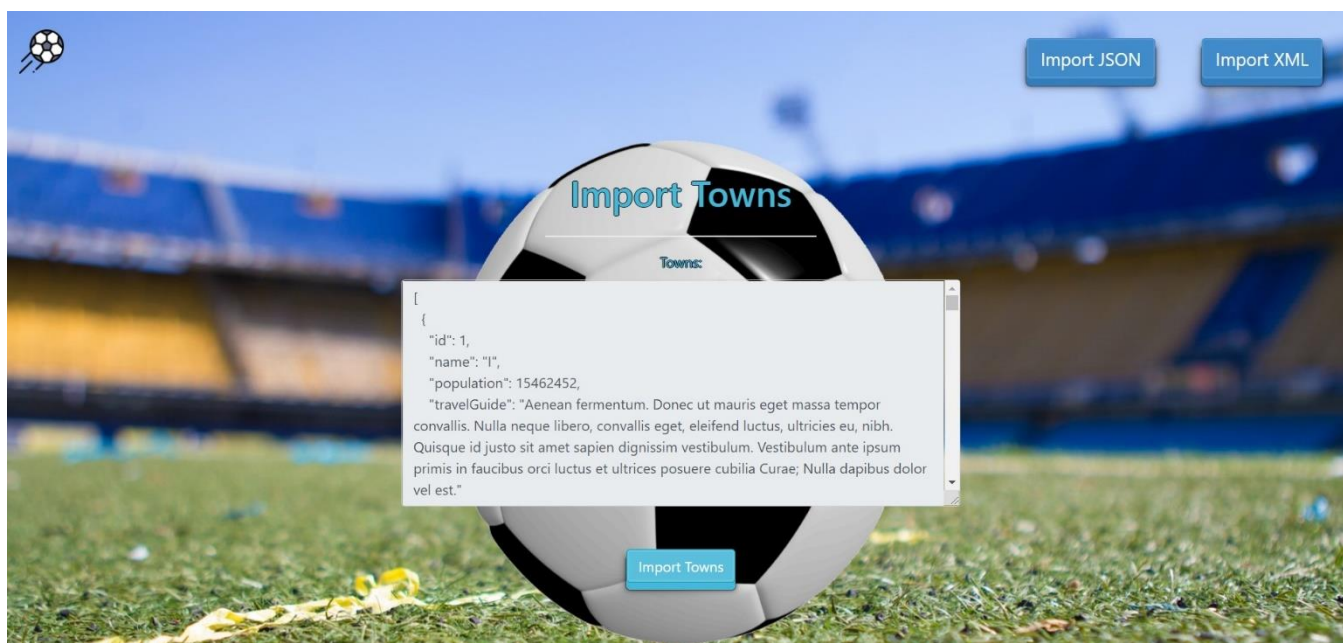 Import JSON
Import XML
Import Towns
Towns:
[
{
"id": 1,
"name": "I",
"population": 15462452,
"travelGuide": "Aenean fermentum. Donec ut mauris eget massa tempor
convallis. Nulla neque libero, convallis eget, eleifend luctus, ultricies eu, nibh.
Quisque id justo sit amet sapien dignissim vestibulum. Vestibulum ante ipsum
primis in faucibus orci luctus et ultrices posuere cubilia Curae; Nulla dapibus dolor
vel est."
Import Towns